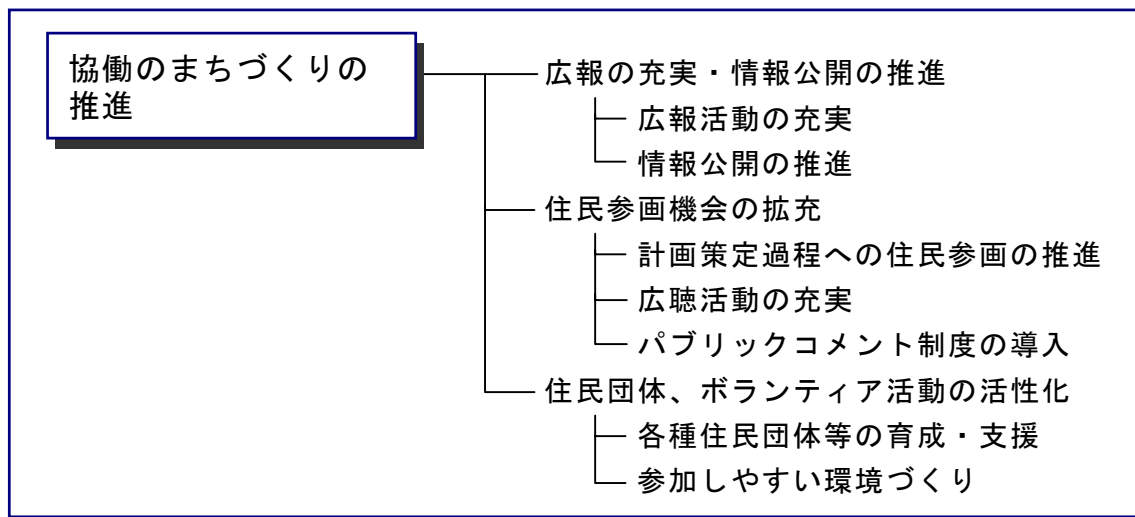 協働のまちづくりの
推進
広報の充実・情報公開の推進
広報活動の充実
情報公開の推進
住民参画機会の拡充
計画策定過程への住民参画の推進
広聴活動の充実
パブリックコメント制度の導入
住民団体、ボランティア活動の活性化
各種住民団体等の育成・支援
参加しやすい環境づくり